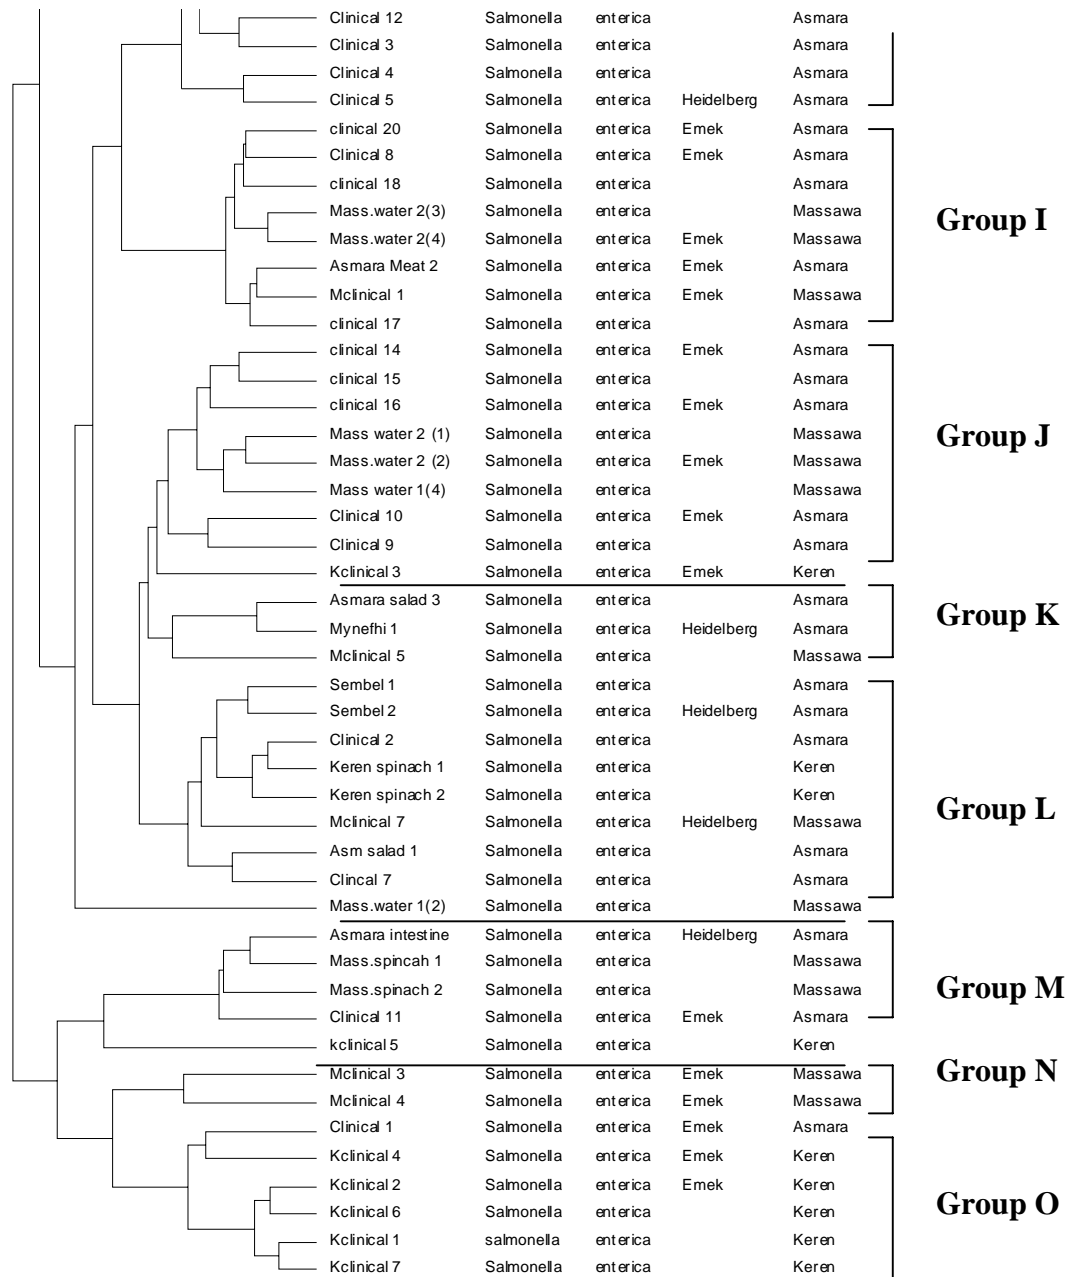 Clinical 12 Salmonella enterica Asmara
Clinical 3 Salmonella enterica Asmara
Clinical 4 Salmonella enterica Asmara
Clinical 5 Salmonella enterica Heidelberg Asmara
clinical 20 Salmonella enterica Emek Asmara
Clinical 8 Salmonella enterica Emek Asmara
clinical 18 Salmonella enterica Asmara
Mass.water 2(3) Salmonella enterica Massawa
Group I
Mass.water 2(4) Salmonella enterica Emek Massawa
Asmara Meat 2 Salmonella enterica Emek Asmara
Mclinical 1 Salmonella enterica Emek Massawa
clinical 17 Salmonella enterica Asmara
clinical 14 Salmonella enterica Emek Asmara
clinical 15 Salmonella enterica Asmara
clinical 16 Salmonella enterica Emek Asmara
Mass water 2 (1) Salmonella enterica Massawa
Group J
Mass.water 2 (2) Salmonella enterica Emek Massawa
Mass water 1(4) Salmonella enterica Massawa
Clinical 10 Salmonella enterica Emek Asmara
Clinical 9 Salmonella enterica Asmara
Kclinical 3 Salmonella enterica Emek Keren
Asmara salad 3 Salmonella enterica Asmara
Group K
Mynefhi 1 Salmonella enterica Heidelberg Asmara
Mclinical 5 Salmonella enterica Massawa
Sembel 1 Salmonella enterica Asmara
Sembel 2 Salmonella enterica Heidelberg Asmara
Clinical 2 Salmonella enterica Asmara
Keren spinach 1 Salmonella enterica Keren
Keren spinach 2 Salmonella enterica Keren
Group L
Mclinical 7 Salmonella enterica Heidelberg Massawa
Asm salad 1 Salmonella enterica Asmara
Clincal 7 Salmonella enterica Asmara
Mass.water 1(2) Salmonella enterica Massawa
Asmara intestine Salmonella enterica Heidelberg Asmara
Mass.spincah 1 Salmonella enterica Massawa
Mass.spinach 2 Salmonella enterica Massawa
Group M
Clinical 11 Salmonella enterica Emek Asmara
kclinical 5 Salmonella enterica Keren
Group N
Mclinical 3 Salmonella enterica Emek Massawa
Mclinical 4 Salmonella enterica Emek Massawa
Clinical 1 Salmonella enterica Emek Asmara
Kclinical 4 Salmonella enterica Emek Keren
Kclinical 2 Salmonella enterica Emek Keren
Group O
Kclinical 6 Salmonella enterica Keren
Kclinical 1 salmonella enterica Keren
Kclinical 7 Salmonella enterica Keren